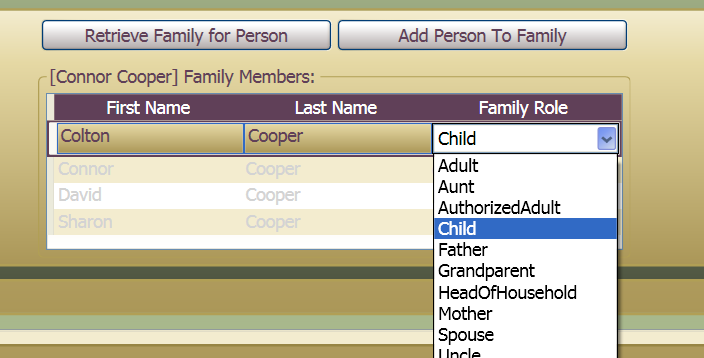 Retrieve Family for Person Add Person To Family
[Connor Cooper] Family Members:
First Name Last Name Family Role
Colton Cooper Child
Connor Cooper
David Cooper
Sharon Cooper
Adult
Aunt
AuthorizedAdult
Child
Father
Grandparent
HeadOfHousehold
Mother
Spouse
Uncle